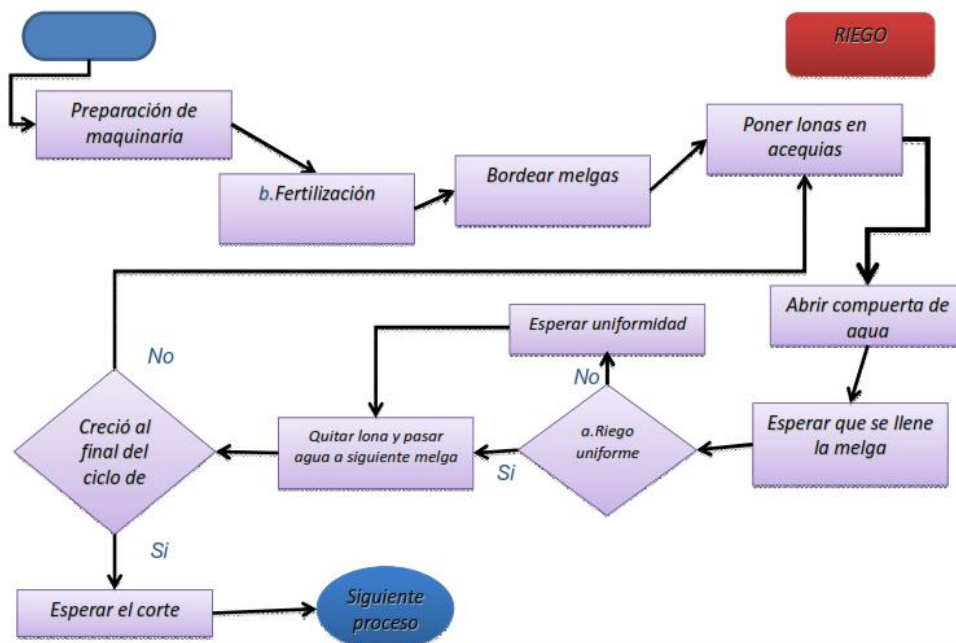 RIEGO
Preparación de
maquinaria
b.Fertilización
Bordear melgas
Poner lonas en
acequias
Abrir compuerta de
agua
Esperar que se llene
la melga
a.Riego
uniforme
No
Esperar uniformidad
Si
Quitar lona y pasar
agua a siguiente melga
Creció al
final del
ciclo de
No
Si
Esperar el corte
Siguiente
proceso